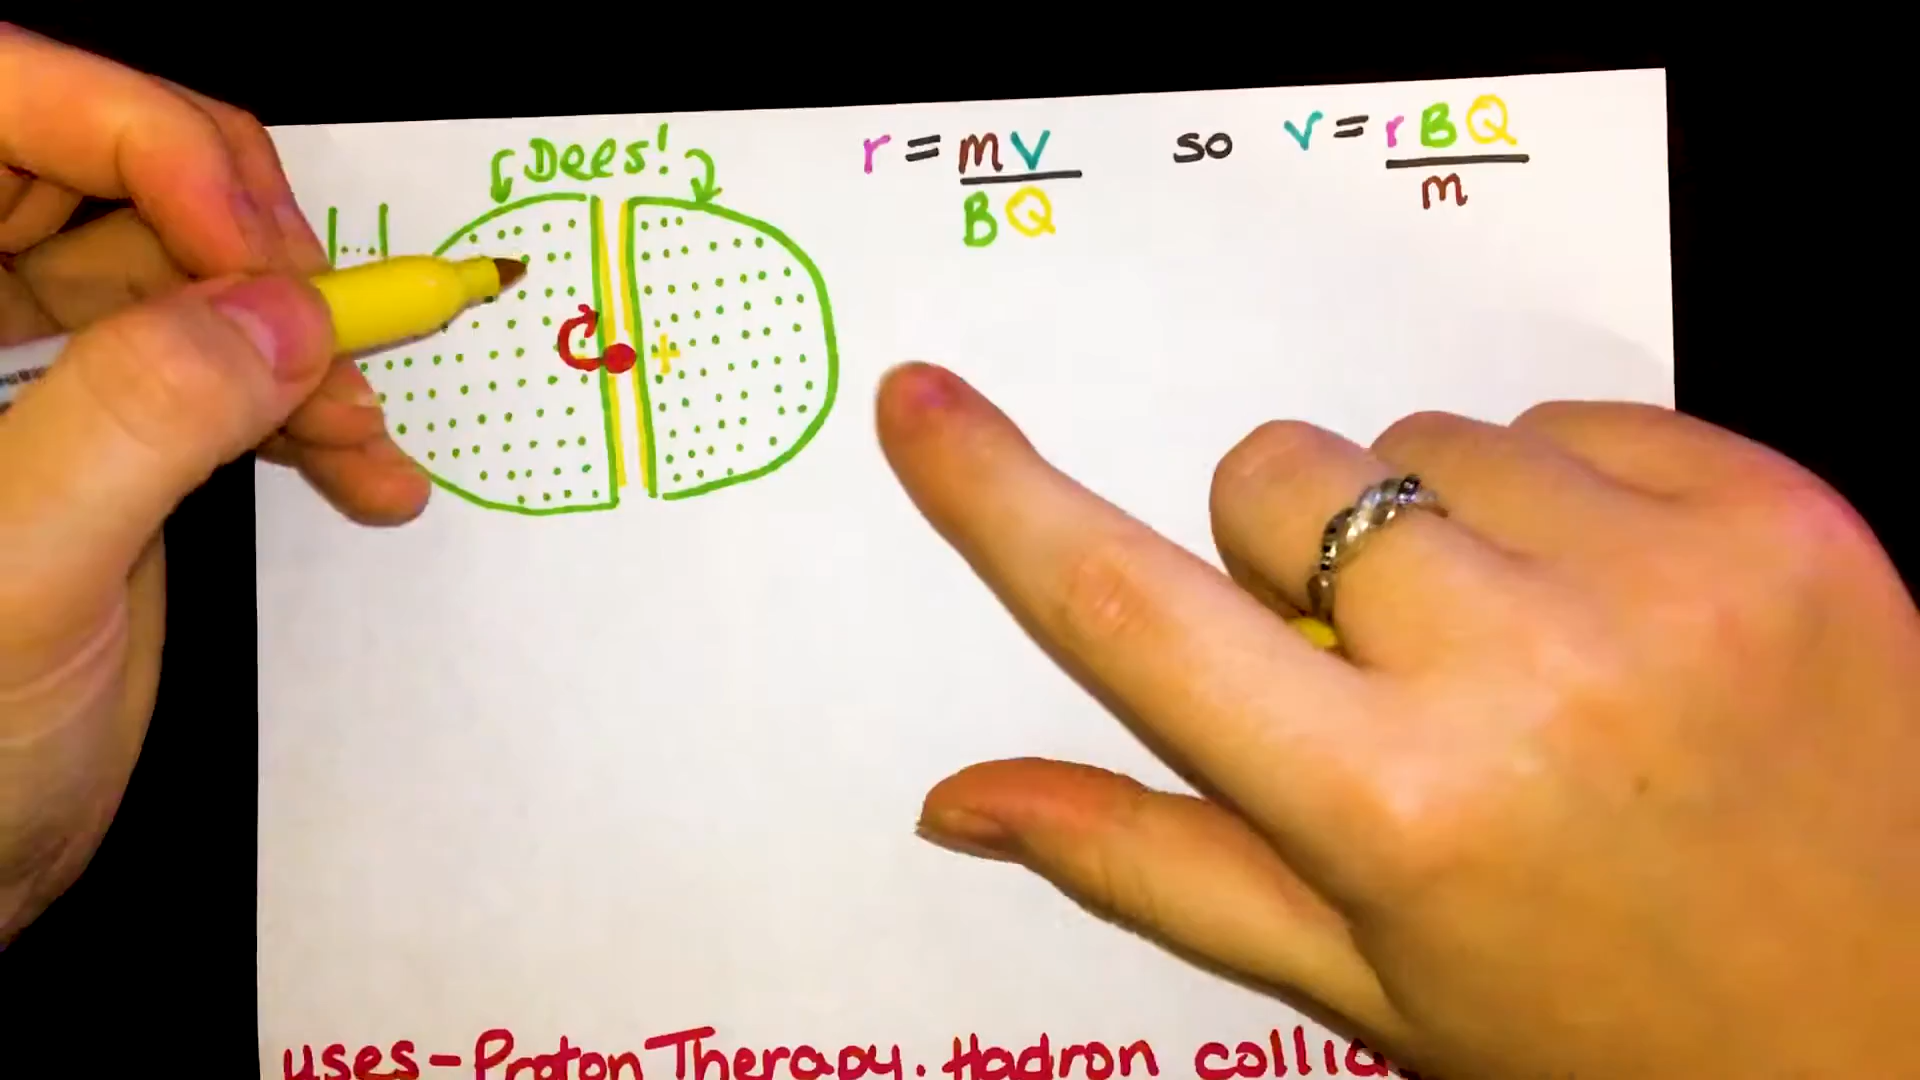 Dees!
r = mv
BQ
so
v = rBQ
m
+
uses - Proton Therapy. Hadron